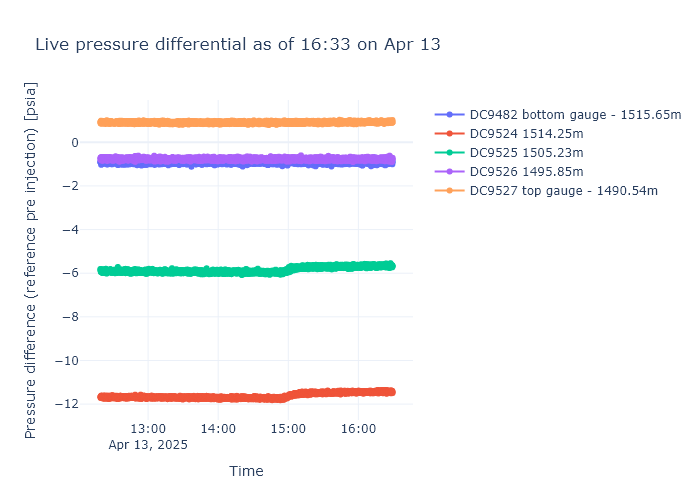 Live pressure differential as of 16:33 on Apr 13
Pressure difference (reference pre injection) [psia]
0
−2
−4
−6
−8
−10
−12
13:00
Apr 13, 2025
14:00
15:00
16:00
Time
DC9482 bottom gauge - 1515.65m
DC9524 1514.25m
DC9525 1505.23m
DC9526 1495.85m
DC9527 top gauge - 1490.54m